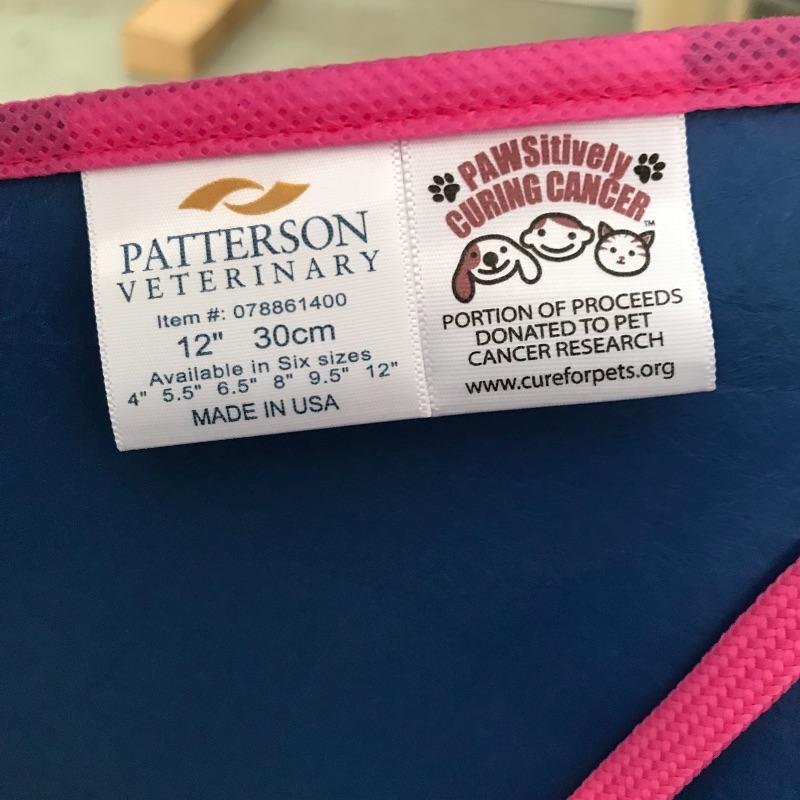 PATTERSON
VETERINARY
Item #: 078861400
12" 30cm
Available in Six sizes
4" 5.5" 6.5" 8" 9.5" 12"
MADE IN USA
PAWSitively
CURING CANCER™
PORTION OF PROCEEDS
DONATED TO PET
CANCER RESEARCH
www.cureforpets.org